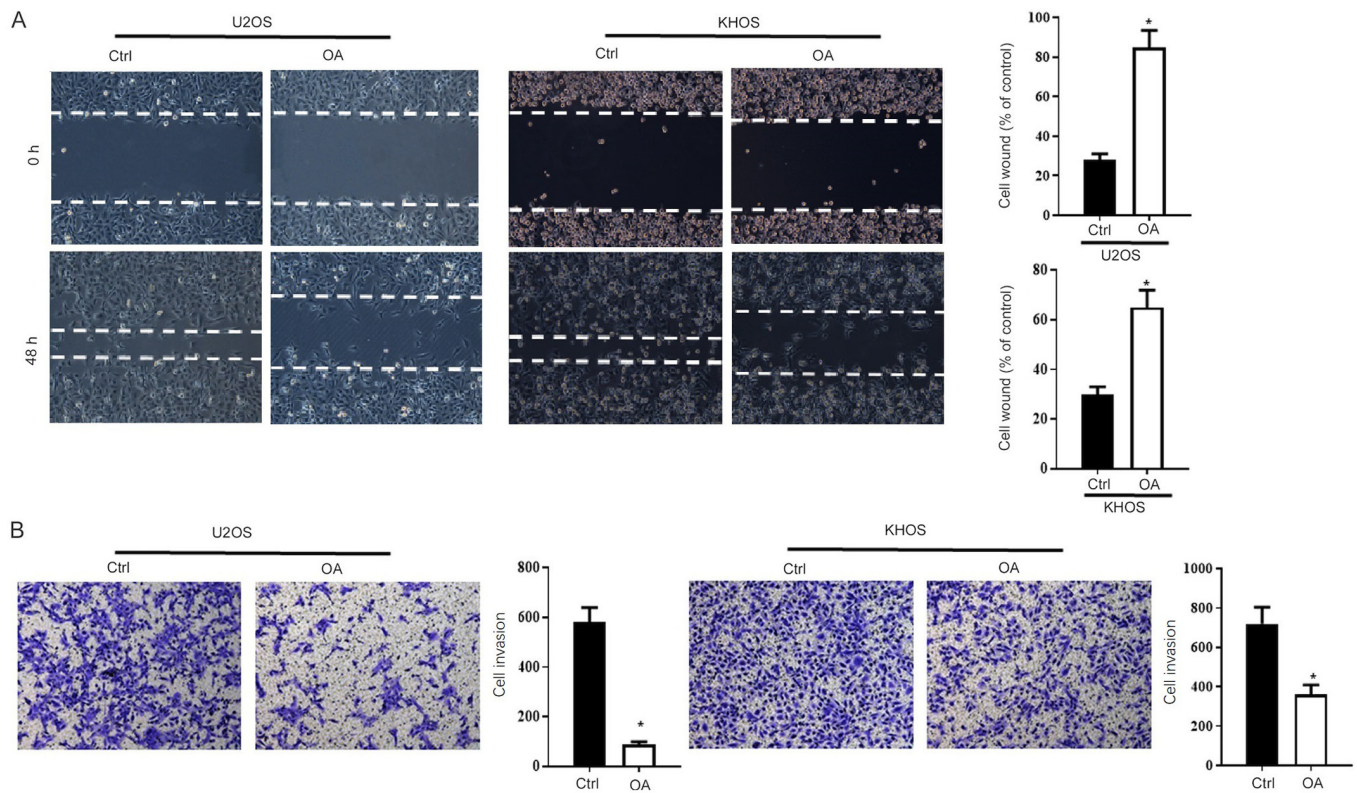 A
U2OS
Ctrl
OA
KHOS
Ctrl
OA
0 h
48 h
Cell wound (% of control)
100
80
60
40
20
0
*
Ctrl
OA
U2OS
Cell wound (% of control)
80
60
40
20
0
*
Ctrl
OA
KHOS
B
U2OS
Ctrl
OA
Cell invasion
800
600
400
200
0
*
Ctrl
OA
KHOS
Ctrl
OA
Cell invasion
1000
800
600
400
200
0
*
Ctrl
OA